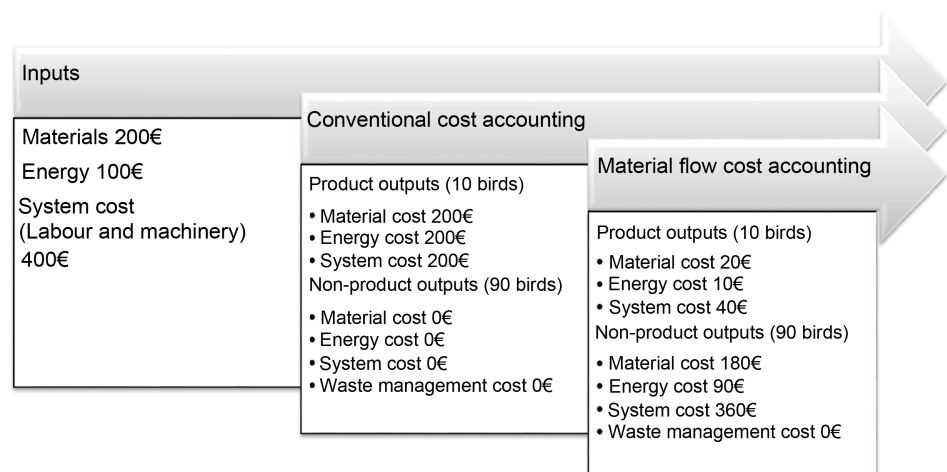 Inputs
Materials 200€
Energy 100€
System cost
(Labour and machinery)
400€
Conventional cost accounting
Product outputs (10 birds)
• Material cost 200€
• Energy cost 200€
• System cost 200€
Non-product outputs (90 birds)
• Material cost 0€
• Energy cost 0€
• System cost 0€
• Waste management cost 0€
Material flow cost accounting
Product outputs (10 birds)
• Material cost 20€
• Energy cost 10€
• System cost 40€
Non-product outputs (90 birds)
• Material cost 180€
• Energy cost 90€
• System cost 360€
• Waste management cost 0€